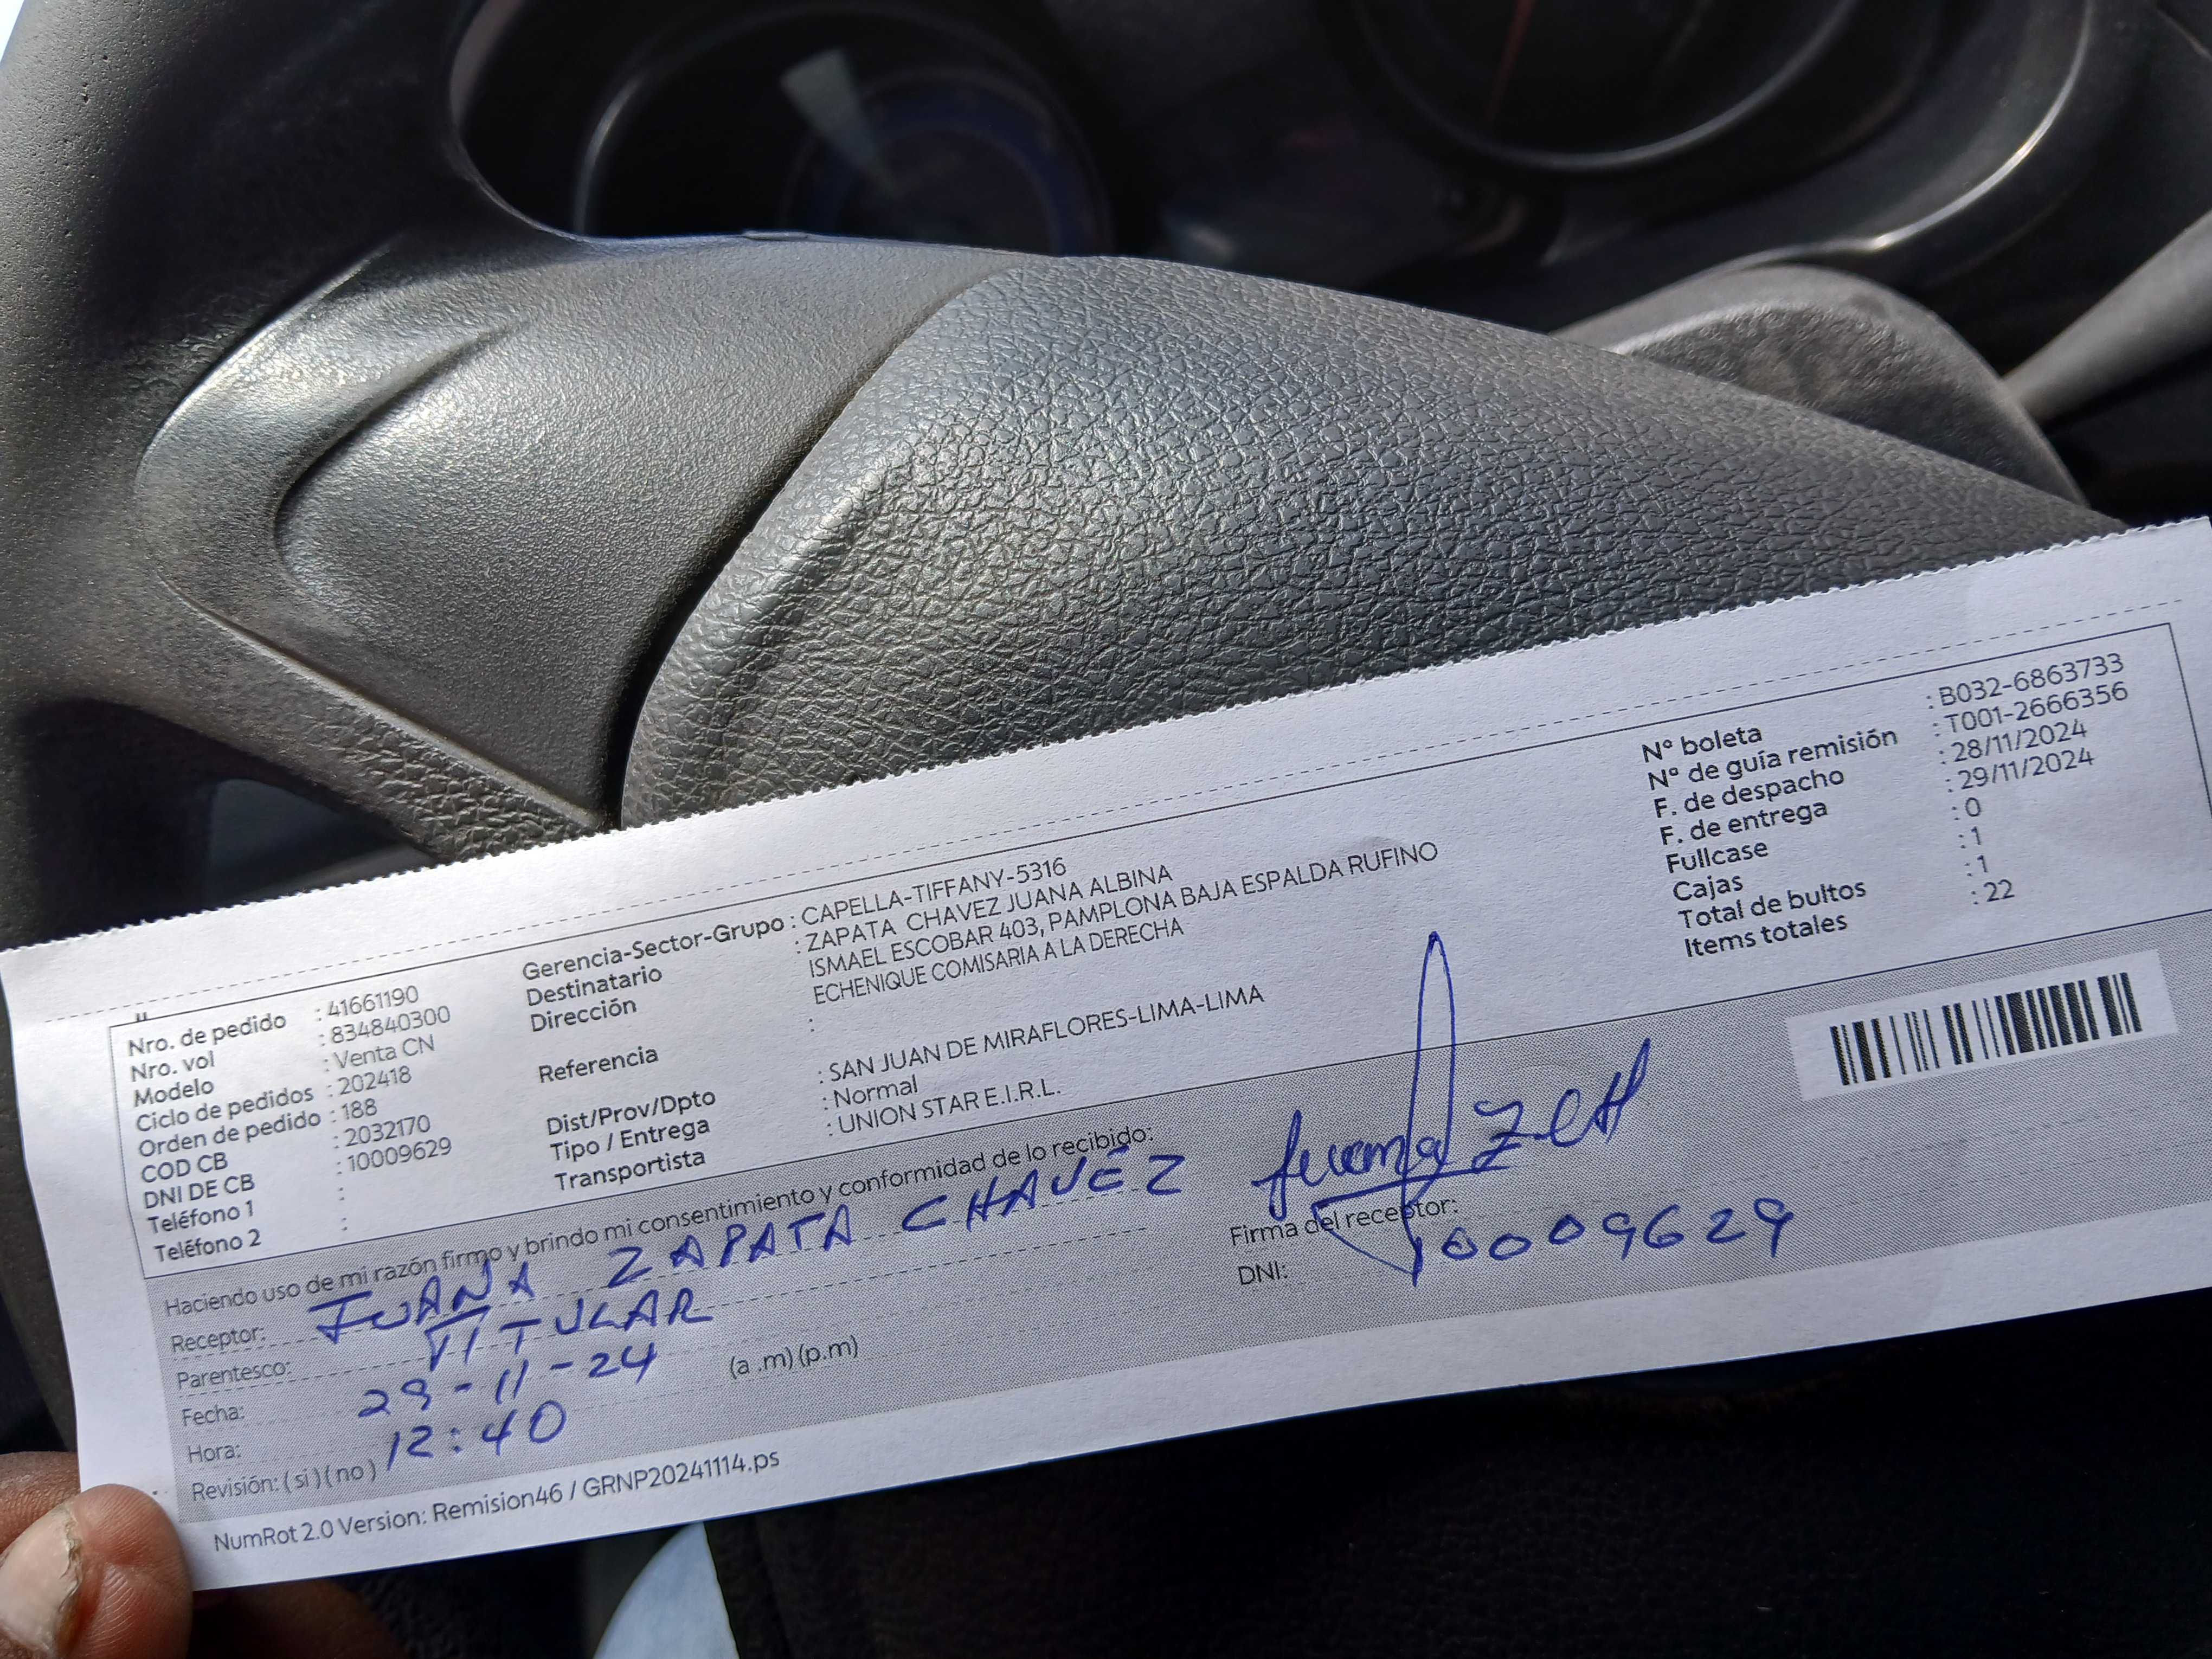 Nro. de pedido : 41661190
Nro. vol : 834840300
Modelo : Venta CN
Ciclo de pedidos : 202418
Orden de pedido : 188
COD CB : 2032170
DNI DE CB : 10009629
Teléfono 1 :
Teléfono 2 :
Gerencia-Sector-Grupo : CAPELLA-TIFFANY-5316
Destinatario : ZAPATA CHAVEZ JUANA ALBINA
Dirección ISMAEL ESCOBAR 403, PAMPLONA BAJA ESPALDA RUFINO
ECHENIQUE COMISARIA A LA DERECHA
Referencia :
Dist/Prov/Dpto : SAN JUAN DE MIRAFLORES-LIMA-LIMA
Tipo / Entrega : Normal
Transportista : UNION STAR E.I.R.L.
N° boleta : B032-6863733
N° de guía remisión : T001-2666356
F. de despacho : 28/11/2024
F. de entrega : 29/11/2024
Fullcase : 0
Cajas : 1
Total de bultos : 1
Items totales : 22
Haciendo uso de mi razón firmo y brindo mi consentimiento y conformidad de lo recibido:
Receptor: JUANA ZAPATA CHAVÉZ
Parentesco: TITULAR
Fecha: 29-11-24
Hora: 12:40 (a .m) (p.m)
Revisión: ( si ) ( no )
Firma del receptor: Juana
DNI: 10009629
NumRot 2.0 Version: Remision46 / GRNP20241114.ps